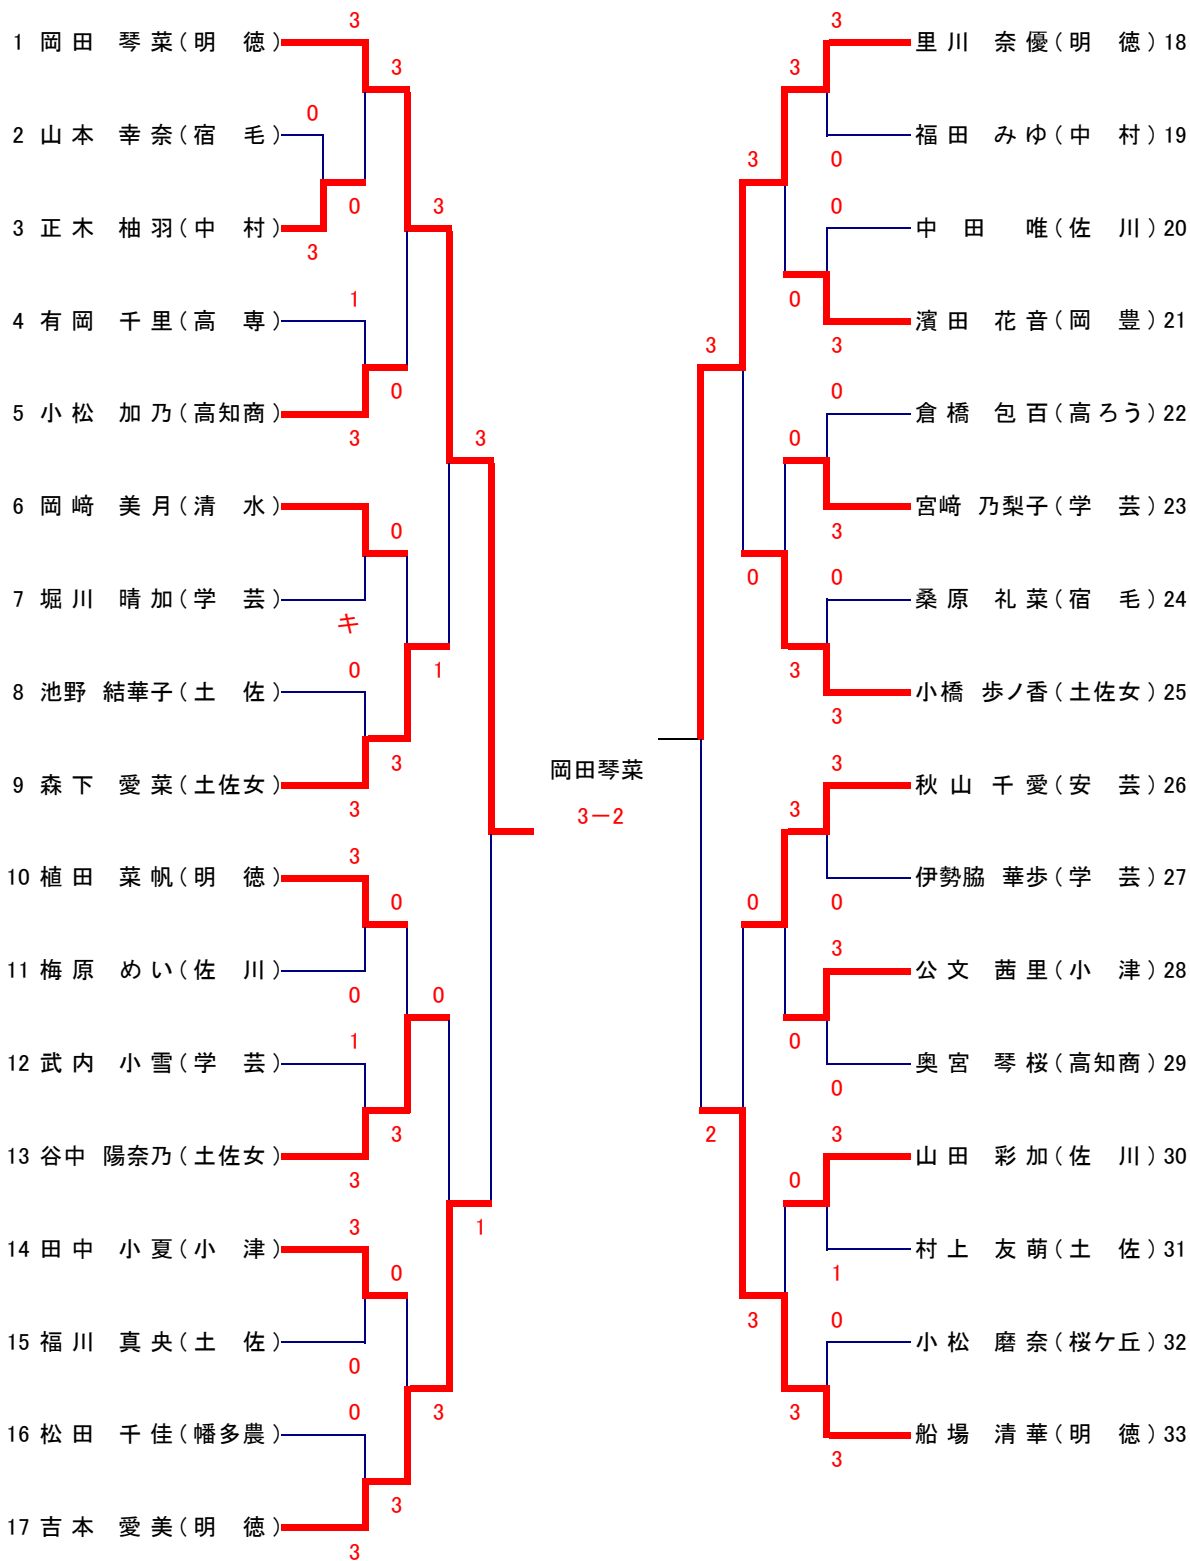 3
1 岡田 琴菜(明 徳)
3
0
2 山本 幸奈(宿 毛)
0
3
3 正木 柚羽(中 村)
3
1
4 有岡 千里(高 専)
0
5 小松 加乃(高知商)
3
3
6 岡﨑 美月(清 水)
0
7 堀川 晴加(学 芸)
キ
0
1
8 池野 結華子(土 佐)
3
9 森下 愛菜(土佐女)
3
3
10 植田 菜帆(明 徳)
0
11 梅原 めい(佐 川)
0
0
1
12 武内 小雪(学 芸)
3
13 谷中 陽奈乃(土佐女)
3
3
1
14 田中 小夏(小 津)
0
15 福川 真央(土 佐)
0
0
3
16 松田 千佳(幡多農)
3
17 吉本 愛美(明 徳)
3
岡田琴菜
3－2
3
里川 奈優(明 徳)18
3
福田 みゆ(中 村)19
3
0
0
中田 唯(佐 川)20
0
濱田 花音(岡 豊)21
3
3
0
倉橋 包百(高ろう)22
0
宮﨑 乃梨子(学 芸)23
3
0
0
桑原 礼菜(宿 毛)24
3
小橋 歩ノ香(土佐女)25
3
3
秋山 千愛(安 芸)26
3
伊勢脇 華歩(学 芸)27
0
0
3
公文 茜里(小 津)28
0
奥宮 琴桜(高知商)29
0
2
3
山田 彩加(佐 川)30
0
村上 友萌(土 佐)31
1
3
0
小松 磨奈(桜ケ丘)32
3
船場 清華(明 徳)33
3